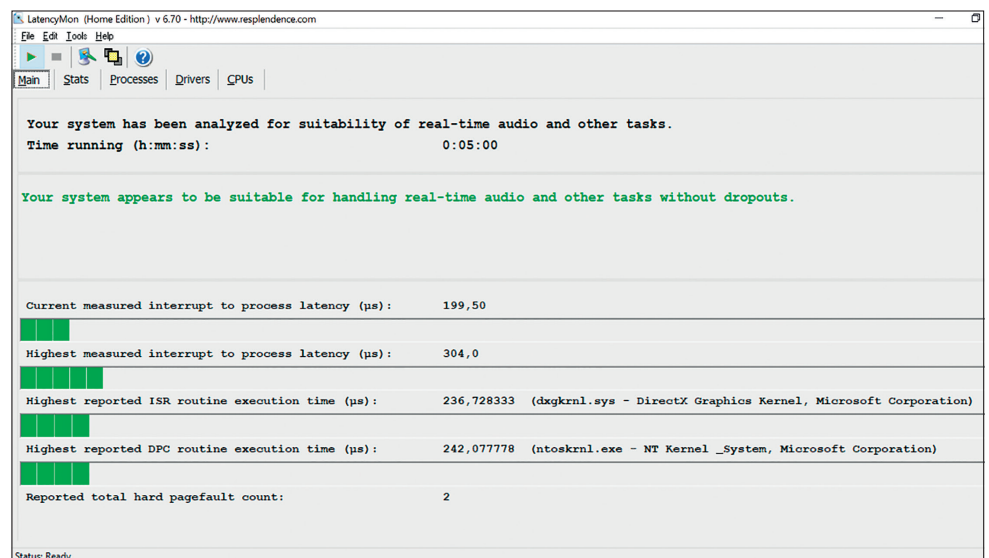 LatencyMon (Home Edition ) v 6.70 - http://www.resplendence.com
File Edit Tools Help
Main Stats Processes Drivers CPUs
Your system has been analyzed for suitability of real-time audio and other tasks.
Time running (h:mm:ss): 0:05:00
Your system appears to be suitable for handling real-time audio and other tasks without dropouts.
Current measured interrupt to process latency (µs): 199,50
Highest measured interrupt to process latency (µs): 304,0
Highest reported ISR routine execution time (µs): 236,728333 (dxgkrnl.sys - DirectX Graphics Kernel, Microsoft Corporation)
Highest reported DPC routine execution time (µs): 242,077778 (ntoskrnl.exe - NT Kernel _System, Microsoft Corporation)
Reported total hard pagefault count: 2
Status: Ready